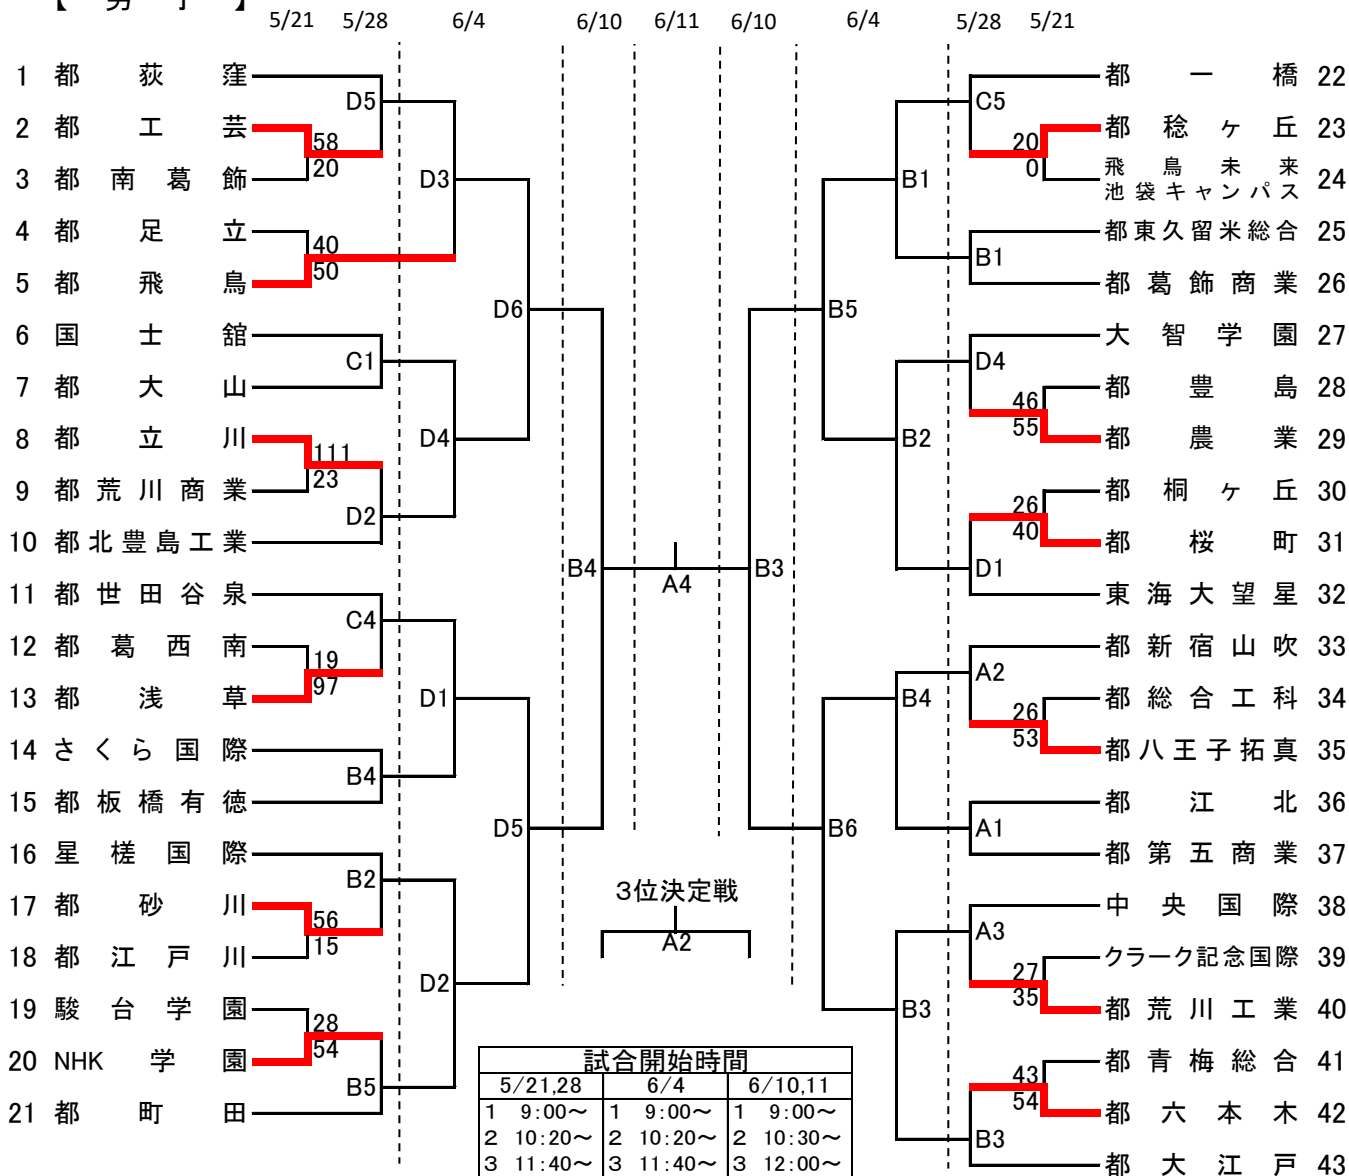 【 男 子 】
5/21 5/28 6/4 6/10 6/11 6/10 6/4 5/28 5/21
1 都荻窪
D5
2 都工芸
58
20
3 都南葛飾
D3
4 都足立
40
50
5 都飛鳥
D6
6 国士舘
C1
7 都大山
D4
8 都立川
111
23
9 都荒川商業
D2
10 都北豊島工業
B4
11 都世田谷泉
C4
12 都葛西南
19
97
13 都浅草
D1
14 さくら国際
B4
15 都板橋有徳
D5
16 星槎国際
B2
17 都砂川
56
15
18 都江戸川
D2
19 駿台学園
28
54
20 NHK学園
B5
21 都町田
A4
3位決定戦
A2
都一橋 22
C5
都稔ヶ丘 23
20
0
飛鳥未来
池袋キャンパス 24
B1
都東久留米総合 25
B1
都葛飾商業 26
B5
大智学園 27
D4
都豊島 28
46
55
都農業 29
B2
都桐ヶ丘 30
26
40
都桜町 31
D1
東海大望星 32
B3
都新宿山吹 33
A2
都総合工科 34
26
53
都八王子拓真 35
B4
都江北 36
A1
都第五商業 37
B6
中央国際 38
A3
クラーク記念国際 39
27
35
都荒川工業 40
B3
都青梅総合 41
43
54
都六本木 42
B3
都大江戸 43
試合開始時間
5/21,28 6/4 6/10,11
1 9:00～ 1 9:00～ 1 9:00～
2 10:20～ 2 10:20～ 2 10:30～
3 11:40～ 3 11:40～ 3 12:00～